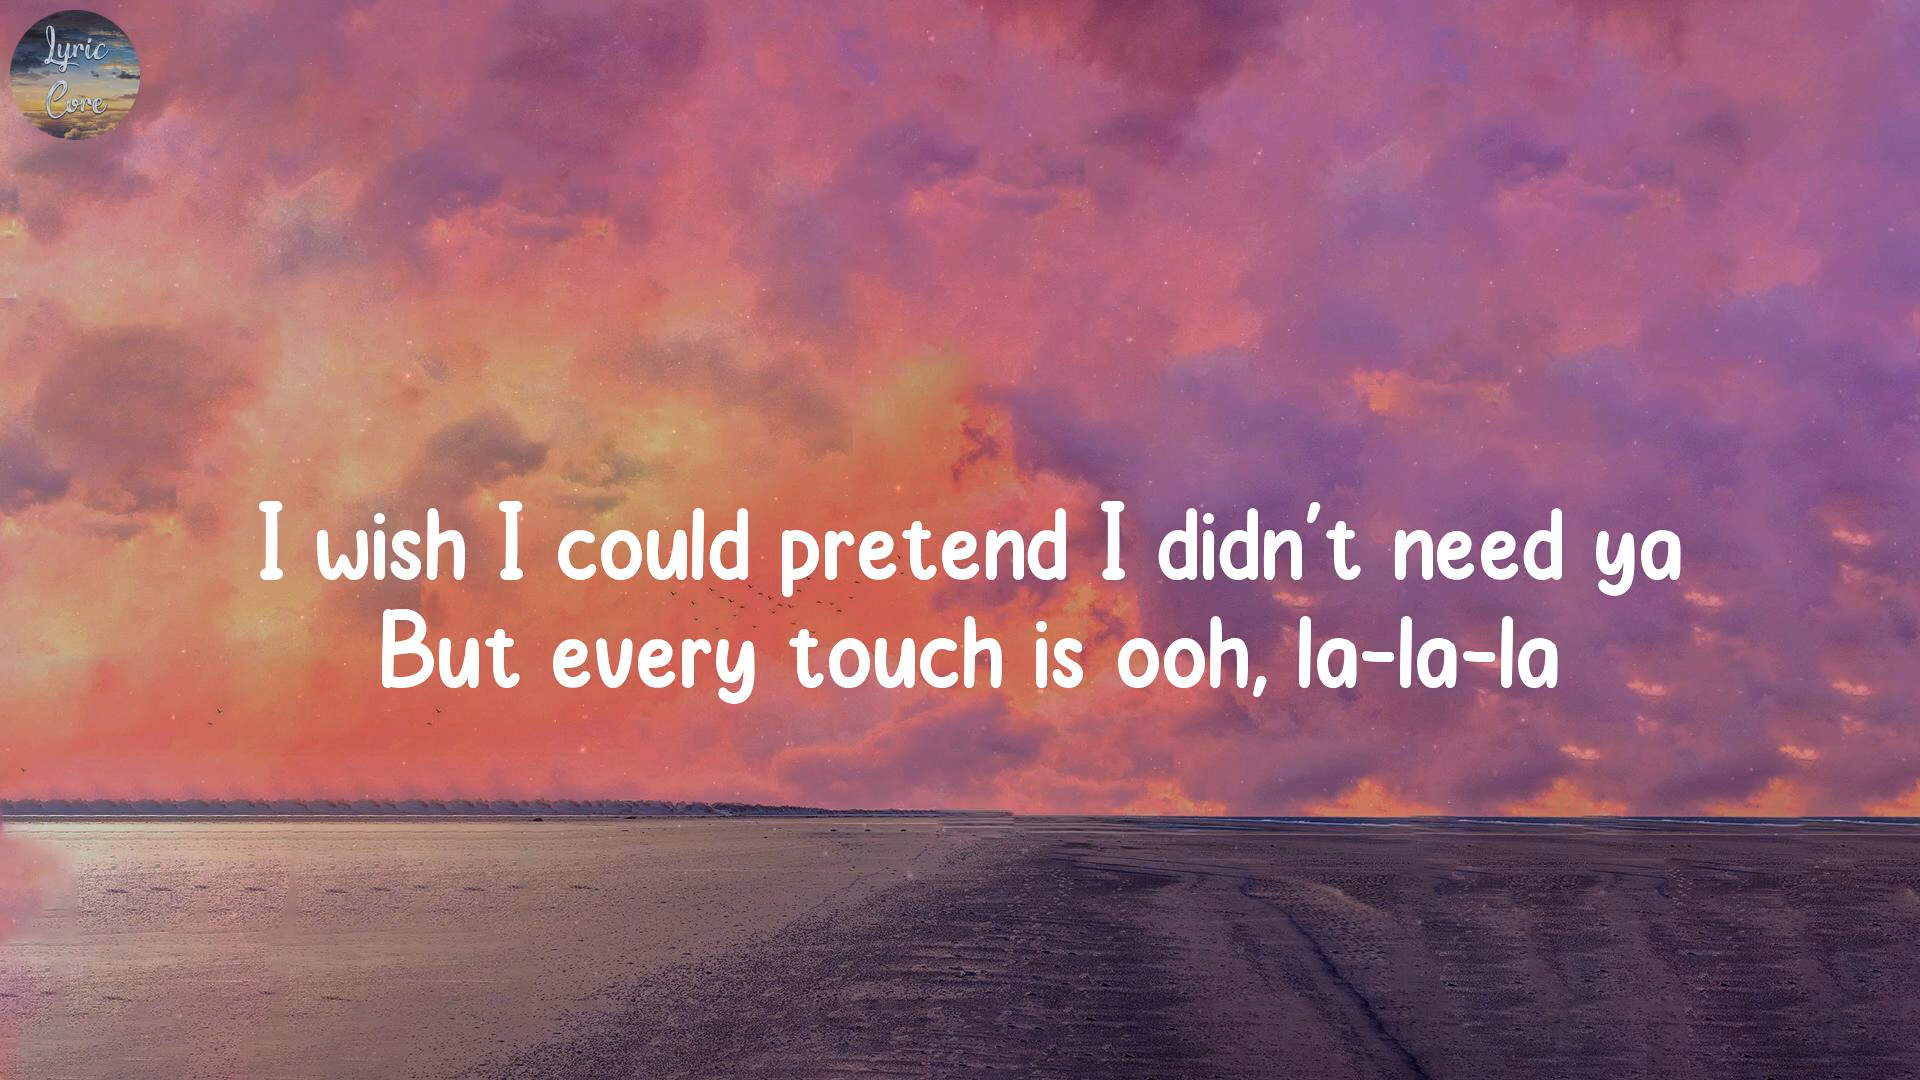 Lyric
Core
I wish I could pretend I didn't need ya
But every touch is ooh, la-la-la